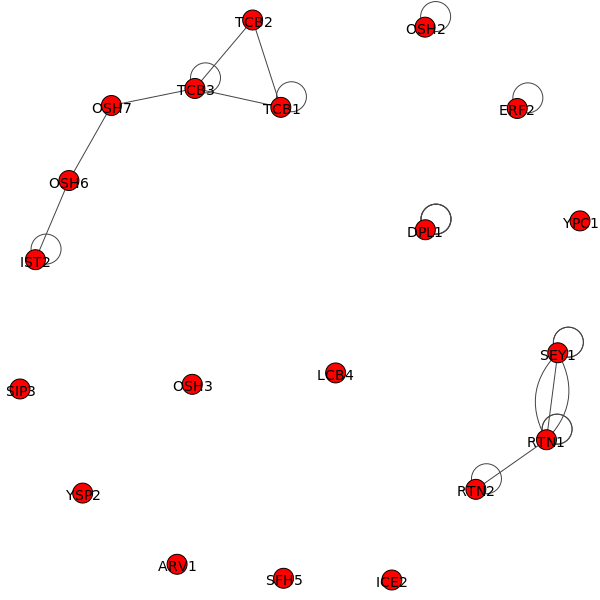 TCB2
OSH2
TCB3
OSH7
TCB1
ERF2
OSH6
DPL1
YPC1
IST2
SEY1
LCB4
SIP3
OSH3
RTN1
RTN2
YSP2
ARV1
SFH5
ICE2